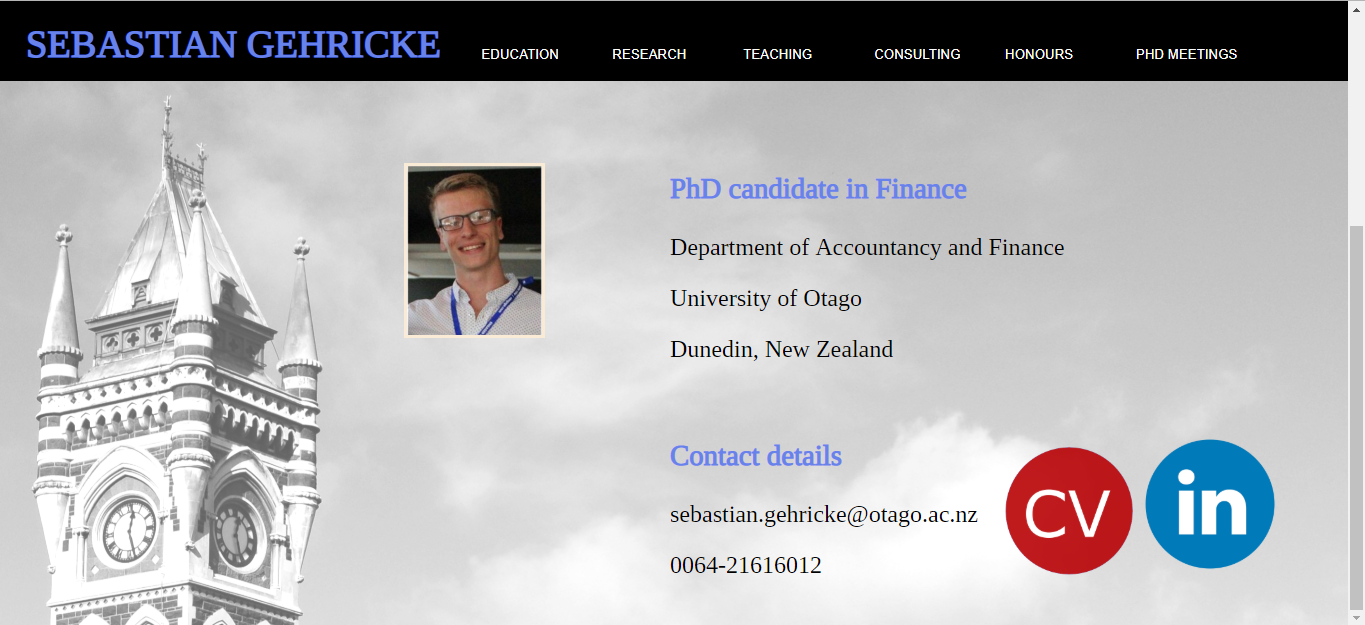 SEBASTIAN GEHRICKE
EDUCATION RESEARCH TEACHING CONSULTING HONOURS PHD MEETINGS
PhD candidate in Finance
Department of Accountancy and Finance
University of Otago
Dunedin, New Zealand
Contact details
sebastian.gehricke@otago.ac.nz
0064-21616012
CV
in